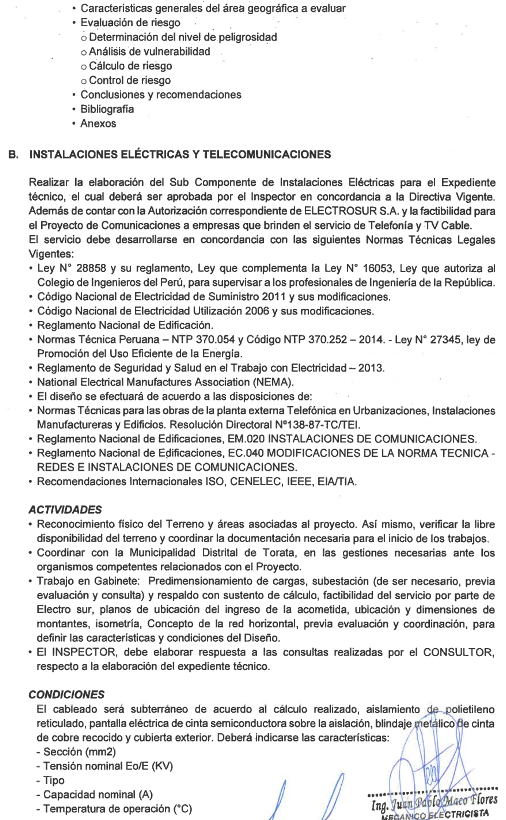 • Características generales del área geográfica a evaluar
• Evaluación de riesgo
o Determinación del nivel de peligrosidad
o Análisis de vulnerabilidad
o Cálculo de riesgo
o Control de riesgo
• Conclusiones y recomendaciones
• Bibliografía
• Anexos
B. INSTALACIONES ELÉCTRICAS Y TELECOMUNICACIONES
Realizar la elaboración del Sub Componente de Instalaciones Eléctricas para el Expediente
técnico, el cual deberá ser aprobada por el Inspector en concordancia a la Directiva Vigente.
Además de contar con la Autorización correspondiente de ELECTROSUR S.A. y la factibilidad para
el Proyecto de Comunicaciones a empresas que brinden el servicio de Telefonía y TV Cable.
El servicio debe desarrollarse en concordancia con las siguientes Normas Técnicas Legales
Vigentes:
• Ley N° 28858 y su reglamento, Ley que complementa la Ley N° 16053, Ley que autoriza al
Colegio de Ingenieros del Perú, para supervisar a los profesionales de Ingeniería de la República.
• Código Nacional de Electricidad de Suministro 2011 y sus modificaciones.
• Código Nacional de Electricidad Utilización 2006 y sus modificaciones.
• Reglamento Nacional de Edificación.
• Normas Técnica Peruana – NTP 370.054 y Código NTP 370.252 – 2014. - Ley N° 27345, ley de
Promoción del Uso Eficiente de la Energía.
• Reglamento de Seguridad y Salud en el Trabajo con Electricidad – 2013.
• National Electrical Manufactures Association (NEMA).
• El diseño se efectuará de acuerdo a las disposiciones de:
• Normas Técnicas para las obras de la planta externa Telefónica en Urbanizaciones, Instalaciones
Manufactureras y Edificios. Resolución Directoral N°138-87-TC/TEI.
• Reglamento Nacional de Edificaciones, EM.020 INSTALACIONES DE COMUNICACIONES.
• Reglamento Nacional de Edificaciones, EC.040 MODIFICACIONES DE LA NORMA TECNICA -
REDES E INSTALACIONES DE COMUNICACIONES.
• Recomendaciones Internacionales ISO, CENELEC, IEEE, EIA/TIA.
ACTIVIDADES
• Reconocimiento físico del Terreno y áreas asociadas al proyecto. Así mismo, verificar la libre
disponibilidad del terreno y coordinar la documentación necesaria para el inicio de los trabajos.
• Coordinar con la Municipalidad Distrital de Torata, en las gestiones necesarias ante los
organismos competentes relacionados con el Proyecto.
• Trabajo en Gabinete: Predimensionamiento de cargas, subestación (de ser necesario, previa
evaluación y consulta) y respaldo con sustento de cálculo, factibilidad del servicio por parte de
Electro sur, planos de ubicación del ingreso de la acometida, ubicación y dimensiones de
montantes, isometría, Concepto de la red horizontal, previa evaluación y coordinación, para
definir las características y condiciones del Diseño.
• El INSPECTOR, debe elaborar respuesta a las consultas realizadas por el CONSULTOR,
respecto a la elaboración del expediente técnico.
CONDICIONES
El cableado será subterráneo de acuerdo al cálculo realizado, aislamiento de polietileno
reticulado, pantalla eléctrica de cinta semiconductora sobre la aislación, blindaje metálico de cinta
de cobre recocido y cubierta exterior. Deberá indicarse las características:
- Sección (mm2)
- Tensión nominal Eo/E (KV)
- Tipo
- Capacidad nominal (A)
- Temperatura de operación (°C)
Ing. Juan Pablo Maco Flores
MECANICO ELECTRICISTA